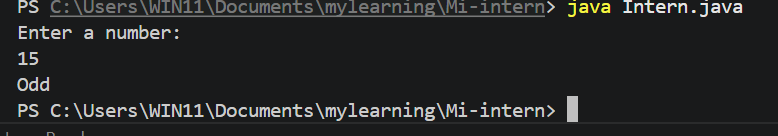 PS C:\Users\WIN11\Documents\mylearning\Mi-intern> java Intern.java
Enter a number:
15
Odd
PS C:\Users\WIN11\Documents\mylearning\Mi-intern>